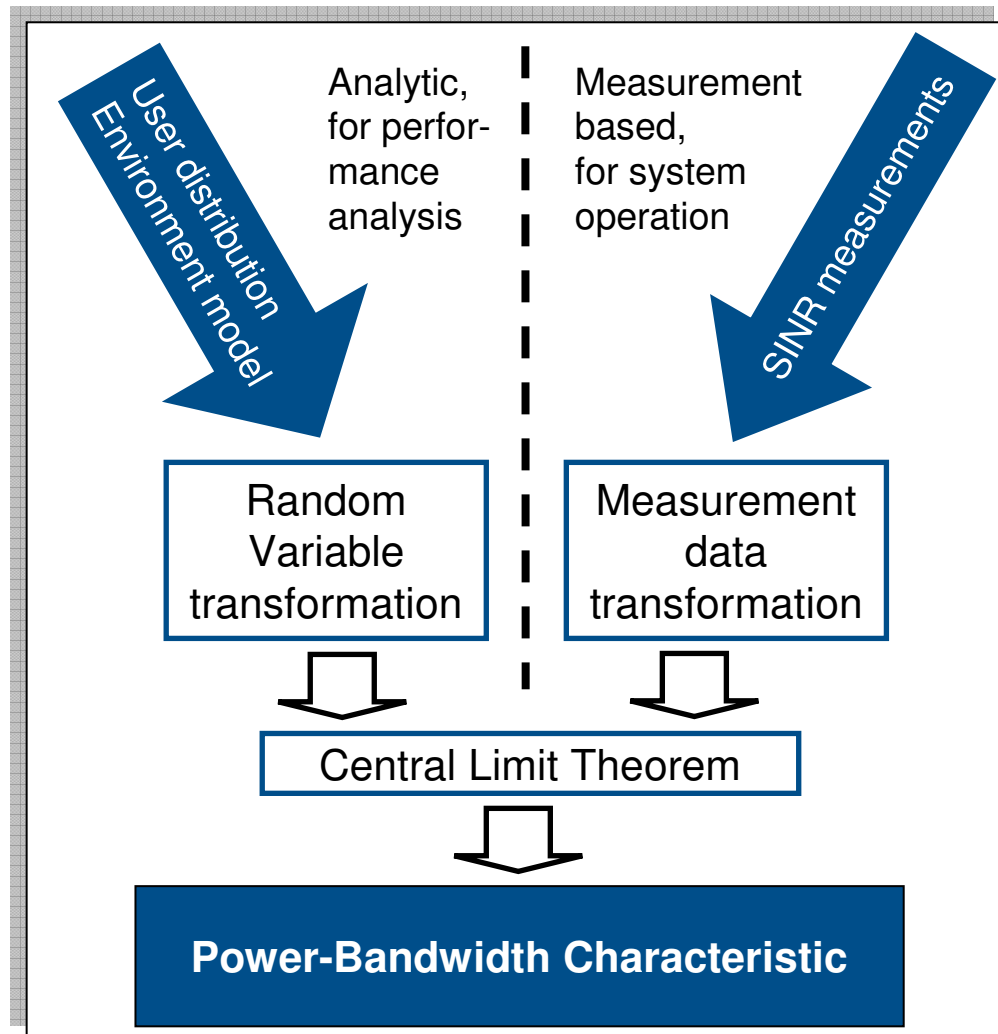 User distribution
Environment model
Analytic,
for perfor-
mance
analysis
Measurement
based,
for system
operation
SINR measurements
Random
Variable
transformation
Measurement
data
transformation
Central Limit Theorem
Power-Bandwidth Characteristic